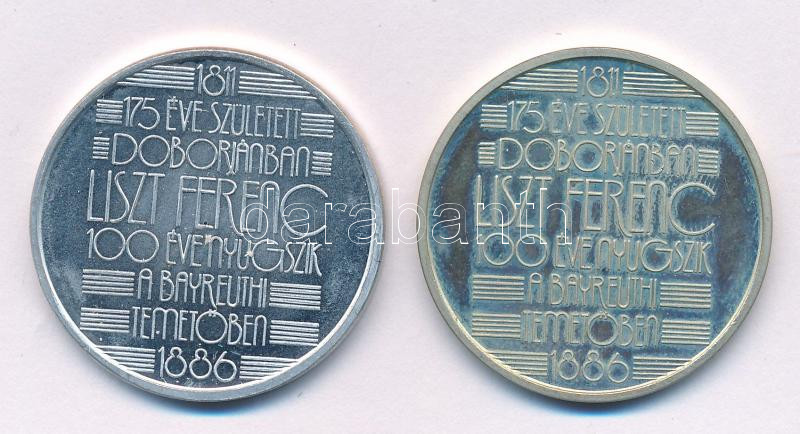 1811
175 ÉVE SZÜLETETT
DOBORJÁNBAN
LISZT FERENC
100 ÉVE NYUGSZIK
A BAYREUTHI
TEMETŐBEN
1886
1811
175 ÉVE SZÜLETETT
DOBORJÁNBAN
LISZT FERENC
100 ÉVE NYUGSZIK
A BAYREUTHI
TEMETŐBEN
1886
darabanth